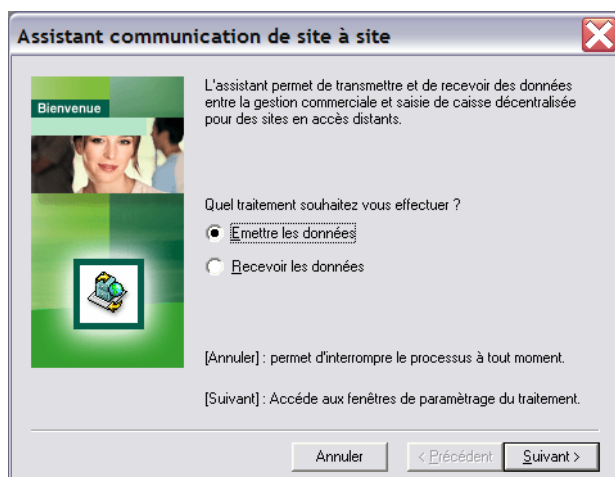 Assistant communication de site à site
Bienvenue
L'assistant permet de transmettre et de recevoir des données
entre la gestion commerciale et saisie de caisse décentralisée
pour des sites en accès distants.
Quel traitement souhaitez vous effectuer ?
Emettre les données
Recevoir les données
[Annuler] : permet d'interrompre le processus à tout moment.
[Suivant] : Accéde aux fenêtres de paramètrage du traitement.
Annuler
< Précédent
Suivant >